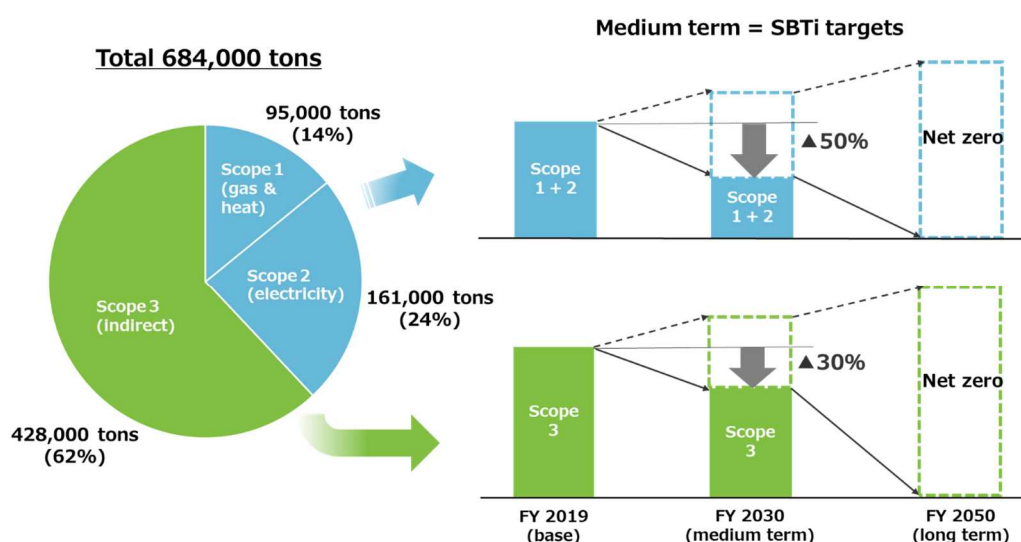 Total 684,000 tons
95,000 tons
(14%)
Scope 1
(gas &
heat)
Scope 2
(electricity)
161,000 tons
(24%)
Scope 3
(indirect)
428,000 tons
(62%)
Medium term = SBTi targets
Scope
1 + 2
▲50%
Scope
1 + 2
Net zero
Scope
3
▲30%
Scope
3
Net zero
FY 2019
(base)
FY 2030
(medium term)
FY 2050
(long term)